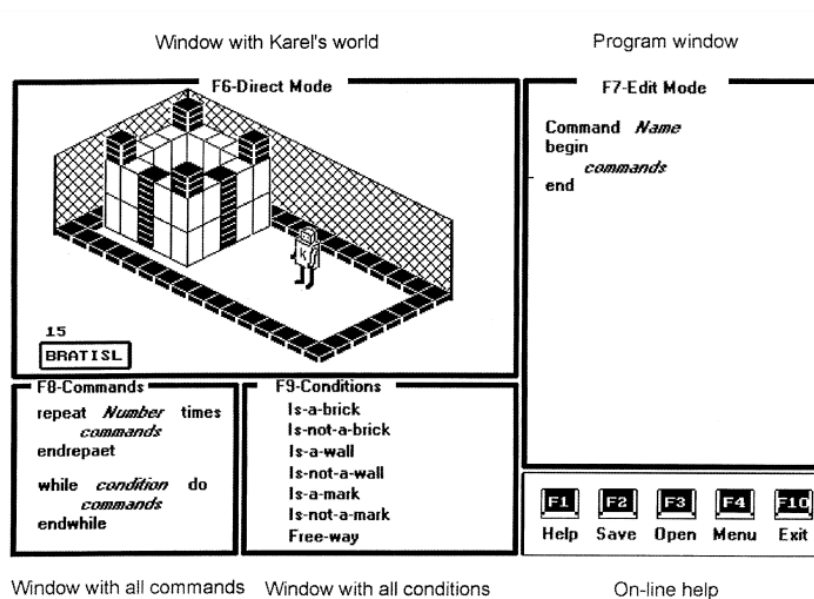 Window with Karel's world
Program window
F6-Direct Mode
K
15
BRATISL
F7-Edit Mode
Command Name
begin
commands
end
F8-Commands
repeat Number times
commands
endrepaet
while condition do
commands
endwhile
F9-Conditions
Is-a-brick
Is-not-a-brick
Is-a-wall
Is-not-a-wall
Is-a-mark
Is-not-a-mark
Free-way
F1 F2 F3 F4 F10
Help Save Open Menu Exit
Window with all commands
Window with all conditions
On-line help